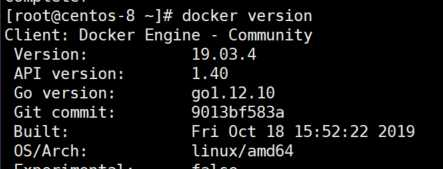 [root@centos-8 ~]# docker version
Client: Docker Engine - Community
Version: 19.03.4
API version: 1.40
Go version: go1.12.10
Git commit: 9013bf583a
Built: Fri Oct 18 15:52:22 2019
OS/Arch: linux/amd64
Experimental: false